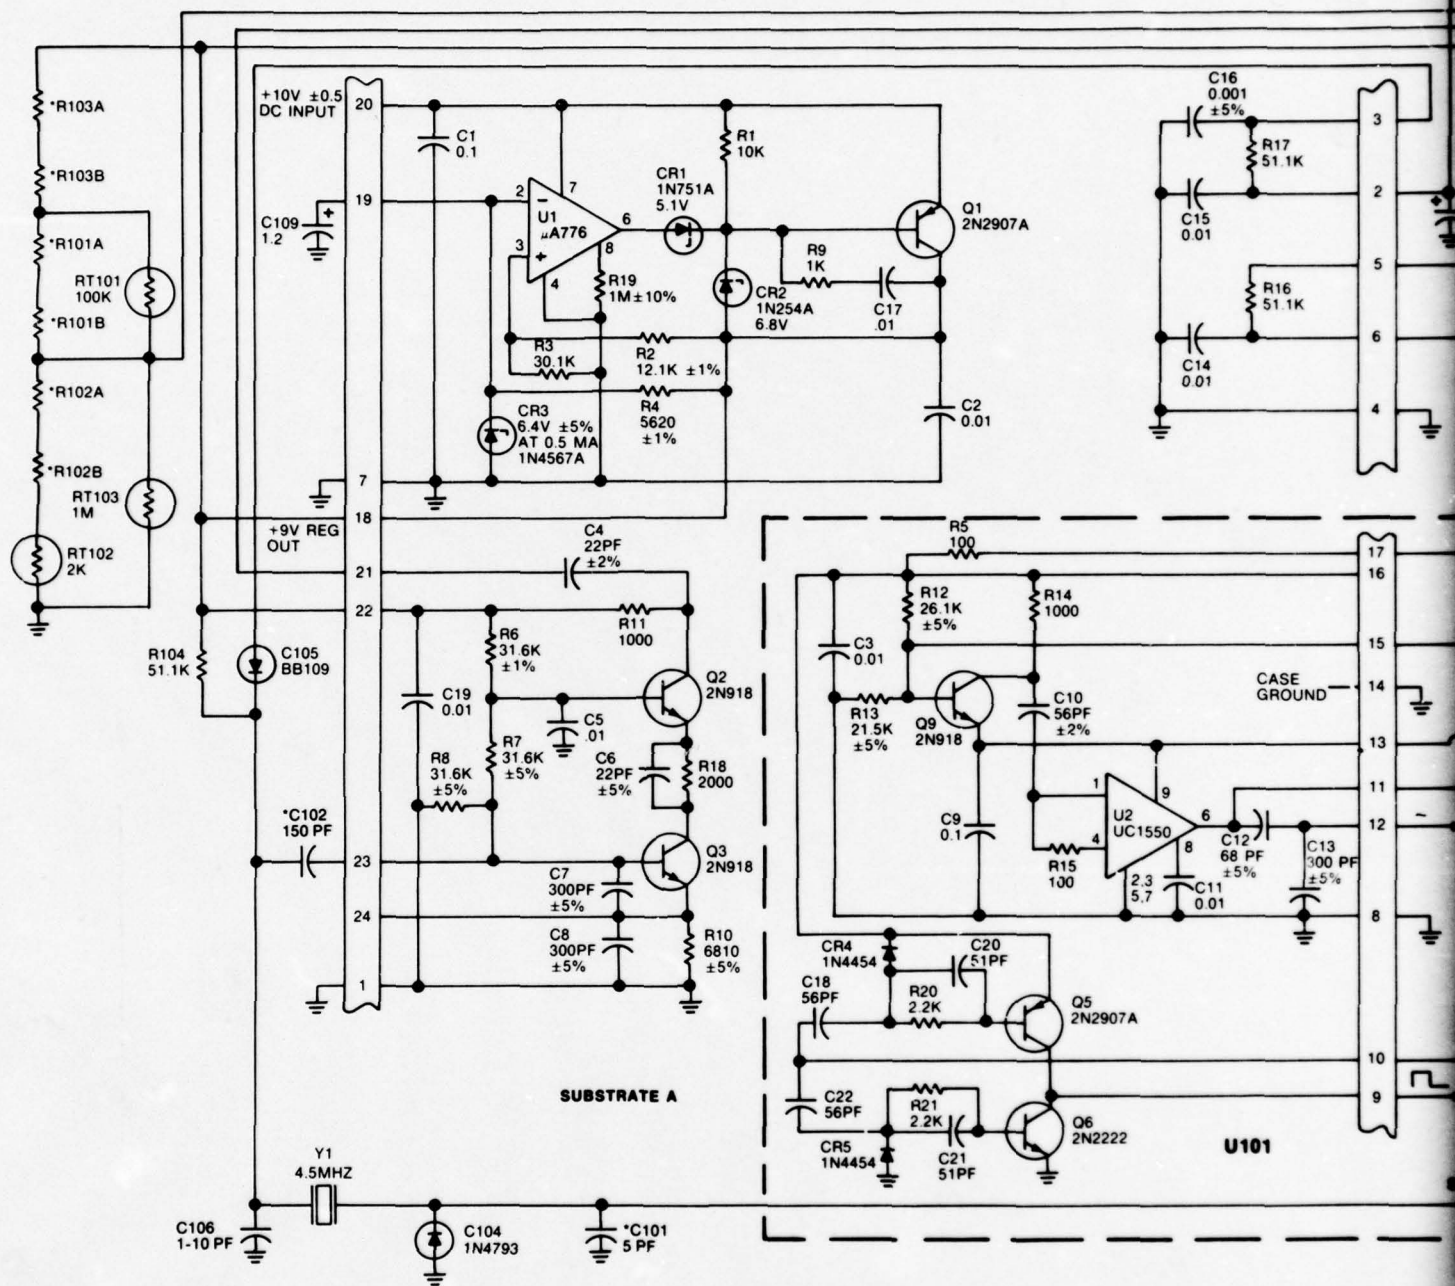 *R103A
*R103B
*R101A
RT101
100K
*R101B
*R102A
*R102B
RT103
1M
RT102
2K
+10V ±0.5
DC INPUT
20
19
C109
1.2
+
C1
0.1
2
−
U1
µA776
3
+
7
6
8
4
CR1
1N751A
5.1V
R1
10K
R19
1M±10%
R9
1K
C17
.01
Q1
2N2907A
CR2
1N254A
6.8V
R3
30.1K
R2
12.1K ±1%
R4
5620
±1%
CR3
6.4V ±5%
AT 0.5 MA
1N4567A
C2
0.01
7
18
+9V REG
OUT
21
22
C4
22PF
±2%
R11
1000
R104
51.1K
C105
BB109
R6
31.6K
±1%
C19
0.01
C5
.01
Q2
2N918
R7
31.6K
±5%
R8
31.6K
±5%
C6
22PF
±5%
R18
2000
*C102
150 PF
23
24
1
C7
300PF
±5%
Q3
2N918
C8
300PF
±5%
R10
6810
±5%
SUBSTRATE A
Y1
4.5MHZ
C106
1-10 PF
C104
1N4793
*C101
5 PF
C16
0.001
±5%
R17
51.1K
C15
0.01
R16
51.1K
C14
0.01
3
2
5
6
4
+
R5
100
R12
26.1K
±5%
R14
1000
C3
0.01
R13
21.5K
±5%
Q9
2N918
C10
56PF
±2%
CASE
GROUND
17
16
15
14
13
11
12
8
C9
0.1
1
9
U2
UC1550
4
6
8
2.3
5.7
R15
100
C12
68 PF
±5%
C11
0.01
C13
300 PF
±5%
CR4
1N4454
C20
51PF
C18
56PF
R20
2.2K
Q5
2N2907A
10
9
C22
56PF
R21
2.2K
CR5
1N4454
C21
51PF
Q6
2N2222
U101